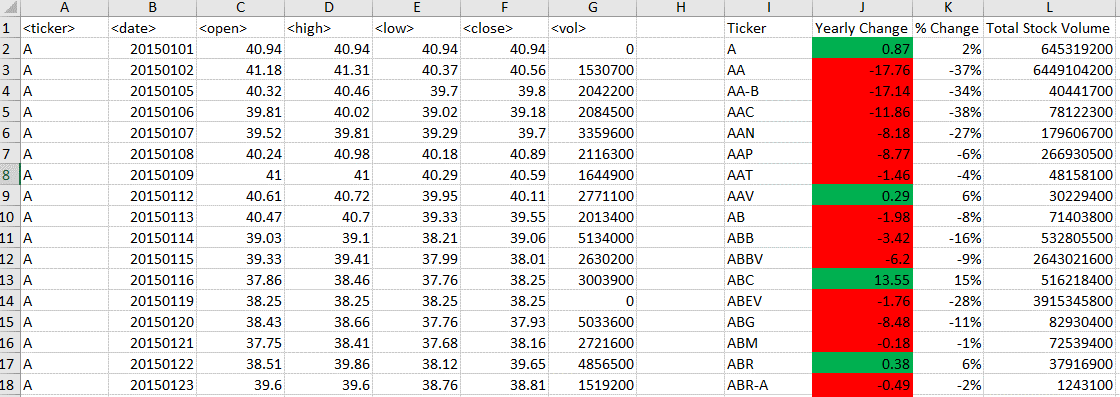 A B C D E F G H I J K L
1 <ticker> <date> <open> <high> <low> <close> <vol> Ticker Yearly Change % Change Total Stock Volume
2 A 20150101 40.94 40.94 40.94 40.94 0 A 0.87 2% 645319200
3 A 20150102 41.18 41.31 40.37 40.56 1530700 AA -17.76 -37% 6449104200
4 A 20150105 40.32 40.46 39.7 39.8 2042200 AA-B -17.14 -34% 40441700
5 A 20150106 39.81 40.02 39.02 39.18 2084500 AAC -11.86 -38% 78122300
6 A 20150107 39.52 39.81 39.29 39.7 3359600 AAN -8.18 -27% 179606700
7 A 20150108 40.24 40.98 40.18 40.89 2116300 AAP -8.77 -6% 266930500
8 A 20150109 41 41 40.29 40.59 1644900 AAT -1.46 -4% 48158100
9 A 20150112 40.61 40.72 39.95 40.11 2771100 AAV 0.29 6% 30229400
10 A 20150113 40.47 40.7 39.33 39.55 2013400 AB -1.98 -8% 71403800
11 A 20150114 39.03 39.1 38.21 39.06 5134000 ABB -3.42 -16% 532805500
12 A 20150115 39.33 39.41 37.99 38.01 2630200 ABBV -6.2 -9% 2643021600
13 A 20150116 37.86 38.46 37.76 38.25 3003900 ABC 13.55 15% 516218400
14 A 20150119 38.25 38.25 38.25 38.25 0 ABEV -1.76 -28% 3915345800
15 A 20150120 38.43 38.66 37.76 37.93 5033600 ABG -8.48 -11% 82930400
16 A 20150121 37.75 38.41 37.68 38.16 2721600 ABM -0.18 -1% 72539400
17 A 20150122 38.51 39.86 38.12 39.65 4856500 ABR 0.38 6% 37916900
18 A 20150123 39.6 39.6 38.76 38.81 1519200 ABR-A -0.49 -2% 1243100